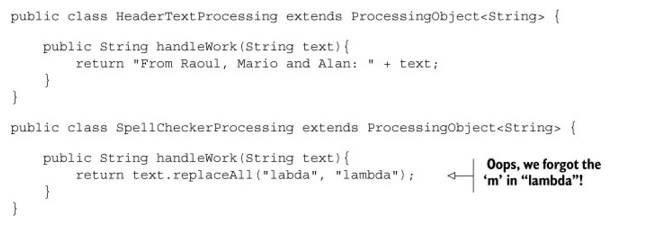 public class HeaderTextProcessing extends ProcessingObject<String> {
    public String handleWork(String text){
        return "From Raoul, Mario and Alan: " + text;
    }
}
public class SpellCheckerProcessing extends ProcessingObject<String> {
    public String handleWork(String text){
        return text.replaceAll("labda", "lambda");
    }
}
Oops, we forgot the
‘m’ in “lambda”!